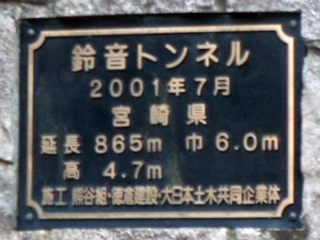 鈴音トンネル
2001年7月
宮崎県
延長 865m 巾 6.0m
高 4.7m
施工 熊谷組・徳倉建設・大日本土木共同企業体